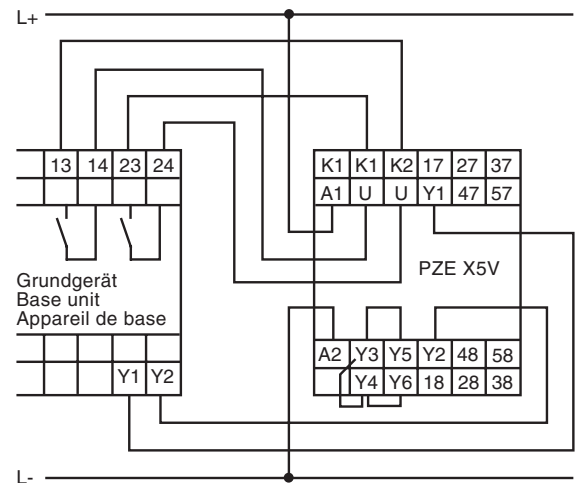 L+
13 14 23 24
K1 K1 K2 17 27 37
A1 U U Y1 47 57
Grundgerät
Base unit
Appareil de base
PZE X5V
A2 Y3 Y5 Y2 48 58
Y4 Y6 18 28 38
Y1 Y2
L-